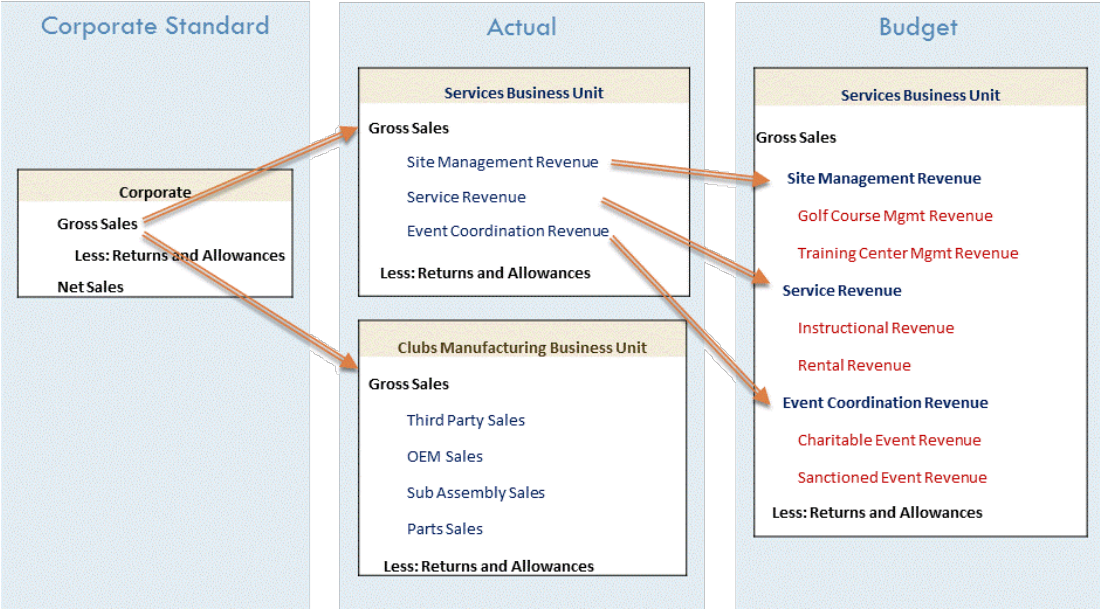 Corporate Standard
Corporate
Gross Sales
Less: Returns and Allowances
Net Sales
Actual
Services Business Unit
Gross Sales
Site Management Revenue
Service Revenue
Event Coordination Revenue
Less: Returns and Allowances
Clubs Manufacturing Business Unit
Gross Sales
Third Party Sales
OEM Sales
Sub Assembly Sales
Parts Sales
Less: Returns and Allowances
Budget
Services Business Unit
Gross Sales
Site Management Revenue
Golf Course Mgmt Revenue
Training Center Mgmt Revenue
Service Revenue
Instructional Revenue
Rental Revenue
Event Coordination Revenue
Charitable Event Revenue
Sanctioned Event Revenue
Less: Returns and Allowances